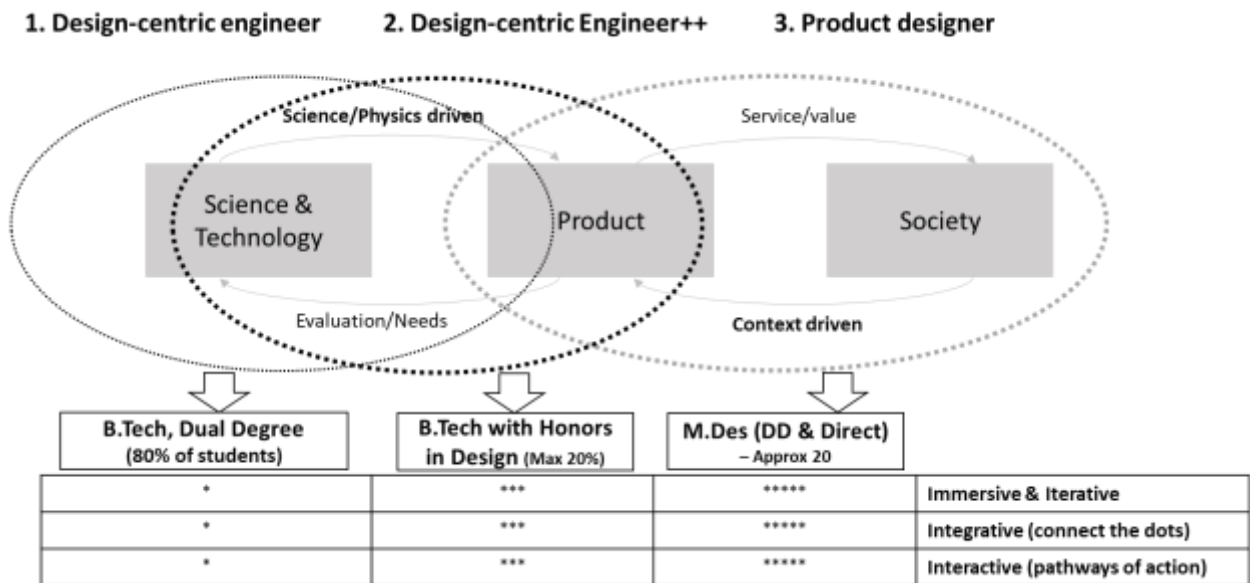 1. Design-centric engineer
2. Design-centric Engineer++
3. Product designer
Science/Physics driven
Service/value
Science &
Technology
Product
Society
Evaluation/Needs
Context driven
B.Tech, Dual Degree
(80% of students)
B.Tech with Honors
in Design (Max 20%)
M.Des (DD & Direct)
– Approx 20
* *** ***** Immersive & Iterative
* *** ***** Integrative (connect the dots)
* *** ***** Interactive (pathways of action)